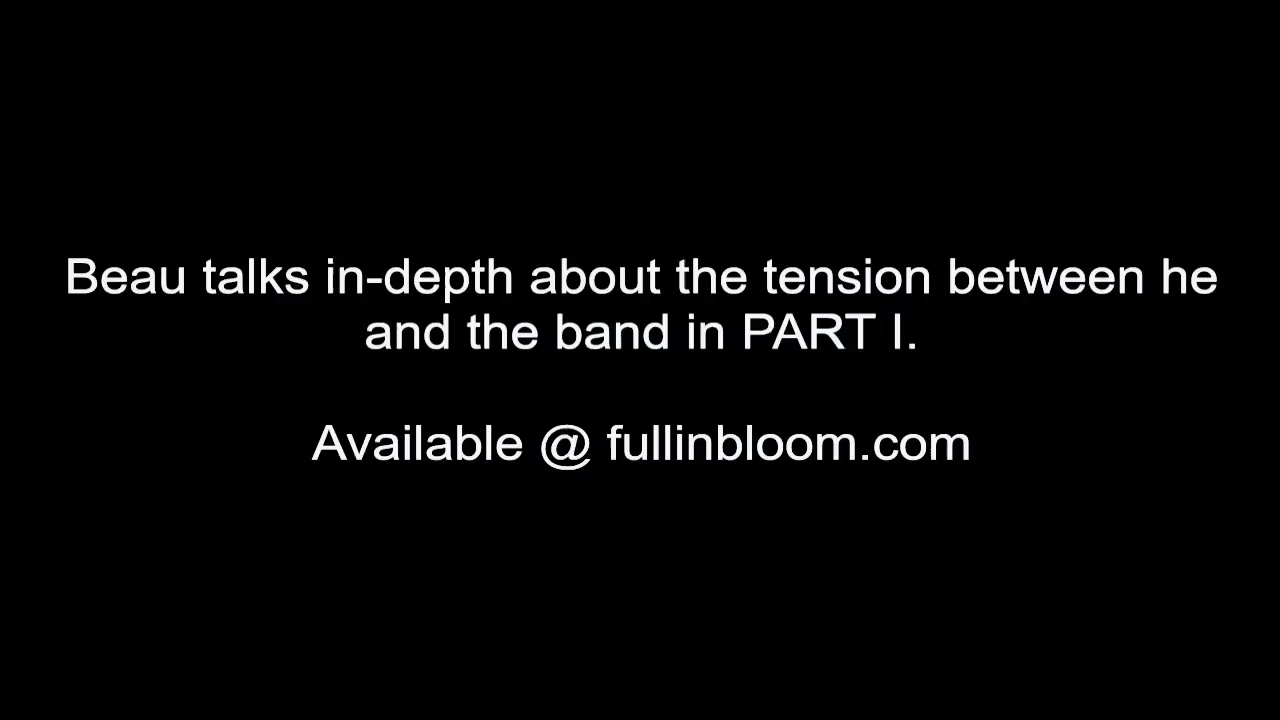 Beau talks in-depth about the tension between he
and the band in PART I.
Available @ fullinbloom.com